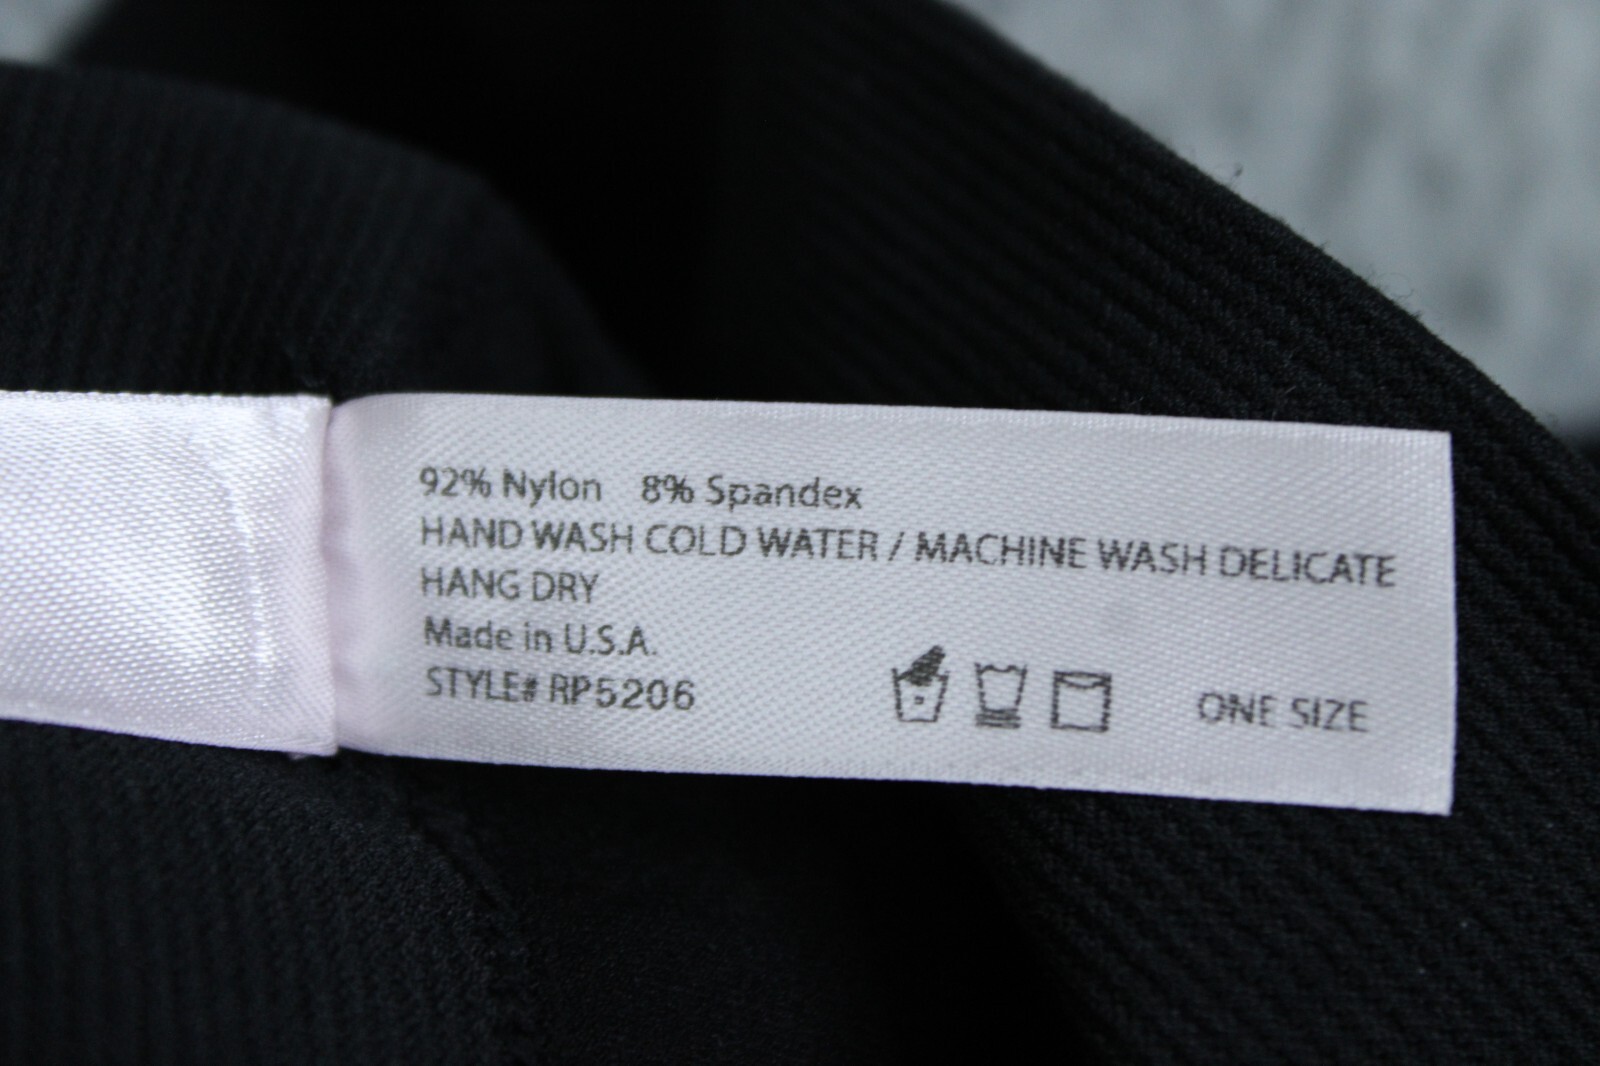 92% Nylon 8% Spandex
HAND WASH COLD WATER / MACHINE WASH DELICATE
HANG DRY
Made in U.S.A.
STYLE# RP5206
ONE SIZE